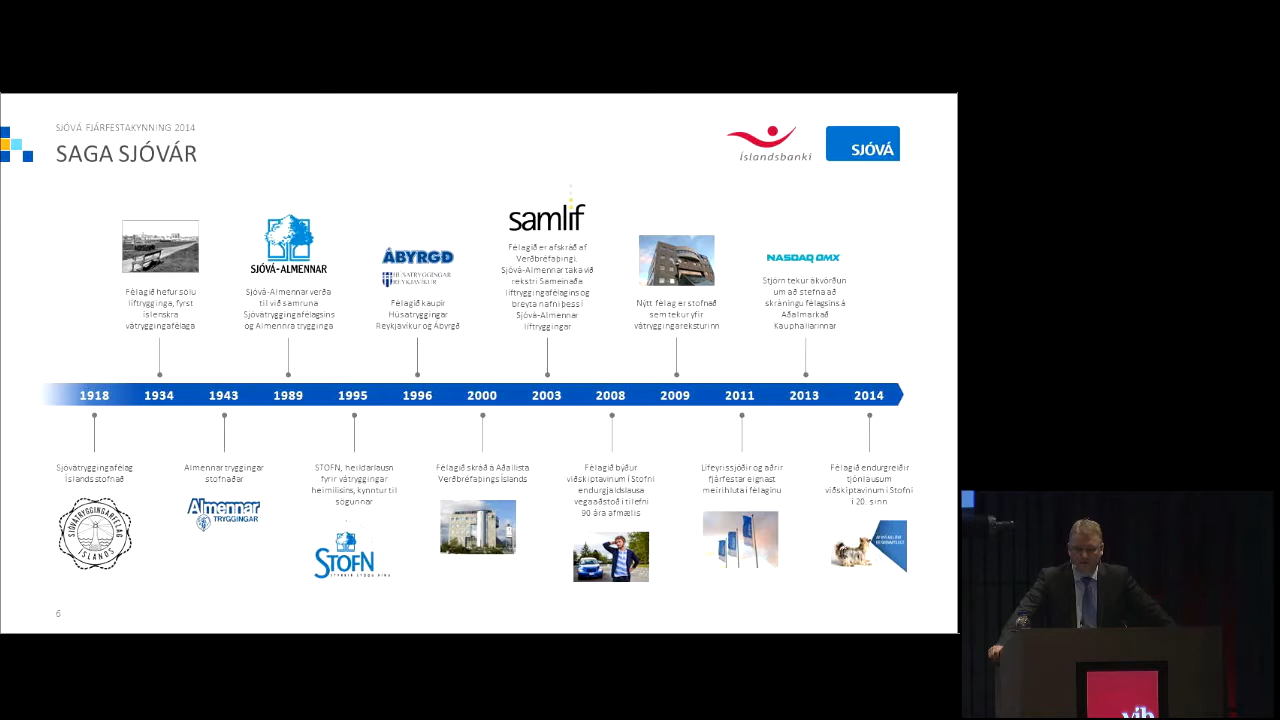 SJÓVÁ FJÁRFESTAKYNNING 2014
SAGA SJÓVÁR
Íslandsbanki
SJÓVÁ
Félagið hefur sölu
líftrygginga, fyrst
íslenskra
vátryggingafélaga
SJÓVÁ-ALMENNAR
Sjóvá-Almennar verða
til við samruna
Sjóvátryggingafélagsins
og Almennra trygginga
ÁBYRGÐ
HÚSATRYGGINGAR
REYKJAVÍKUR
Félagið kaupir
Húsatryggingar
Reykjavíkur og Ábyrgð
samlíf
Félagið er afskráð af
Verðbréfaþingi.
Sjóvá-Almennar taka við
rekstri Sameinaða
líftryggingafélagins og
breyta nafni þess í
Sjóvá-Almennar
líftryggingar
Nýtt félag er stofnað
sem tekur yfir
vátryggingareksturinn
NASDAQ OMX
Stjórn tekur ákvörðun
um að stefna að
skráningu félagsins á
Aðalmarkað
Kauphallarinnar
1918 1934 1943 1989 1995 1996 2000 2003 2008 2009 2011 2013 2014
Sjóvátryggingafélag
Íslands stofnað
SJÓVÁTRYGGINGARFÉLAG
ÍSLANDS
Almennar tryggingar
stofnaðar
Almennar
TRYGGINGAR
STOFN, heildarlausn
fyrir vátryggingar
heimilisins, kynntur til
sögunnar
STOFN
Félagið skráð á Aðallista
Verðbréfaþings Íslands
Félagið býður
viðskiptavinum í Stofni
endurgjaldslausa
vegaaðstoð í tilefni
90 ára afmælis
Lífeyrissjóðir og aðrir
fjárfestar eignast
meirihluta í félaginu
Félagið endurgreiðir
tjónlausum
viðskiptavinum í Stofni
í 20. sinn
6
víb